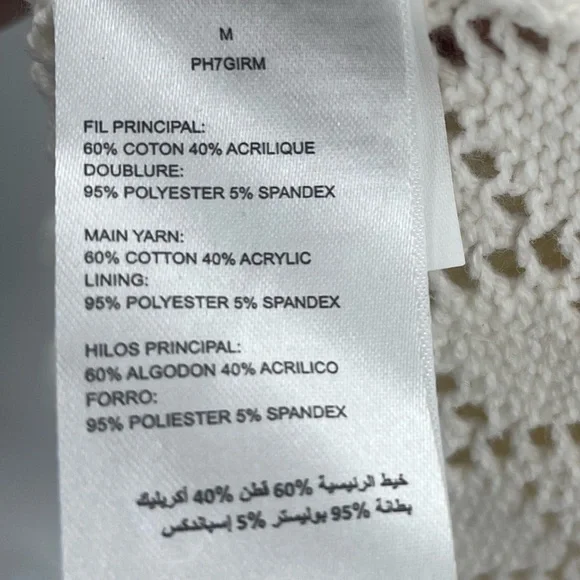 M
PH7GIRM
FIL PRINCIPAL:
60% COTON 40% ACRILIQUE
DOUBLURE:
95% POLYESTER 5% SPANDEX
MAIN YARN:
60% COTTON 40% ACRYLIC
LINING:
95% POLYESTER 5% SPANDEX
HILOS PRINCIPAL:
60% ALGODON 40% ACRILICO
FORRO:
95% POLIESTER 5% SPANDEX
خيط الرئيسية 60% قطن 40% أكريليك
بطانة 95% بوليستر 5% إسباندكس